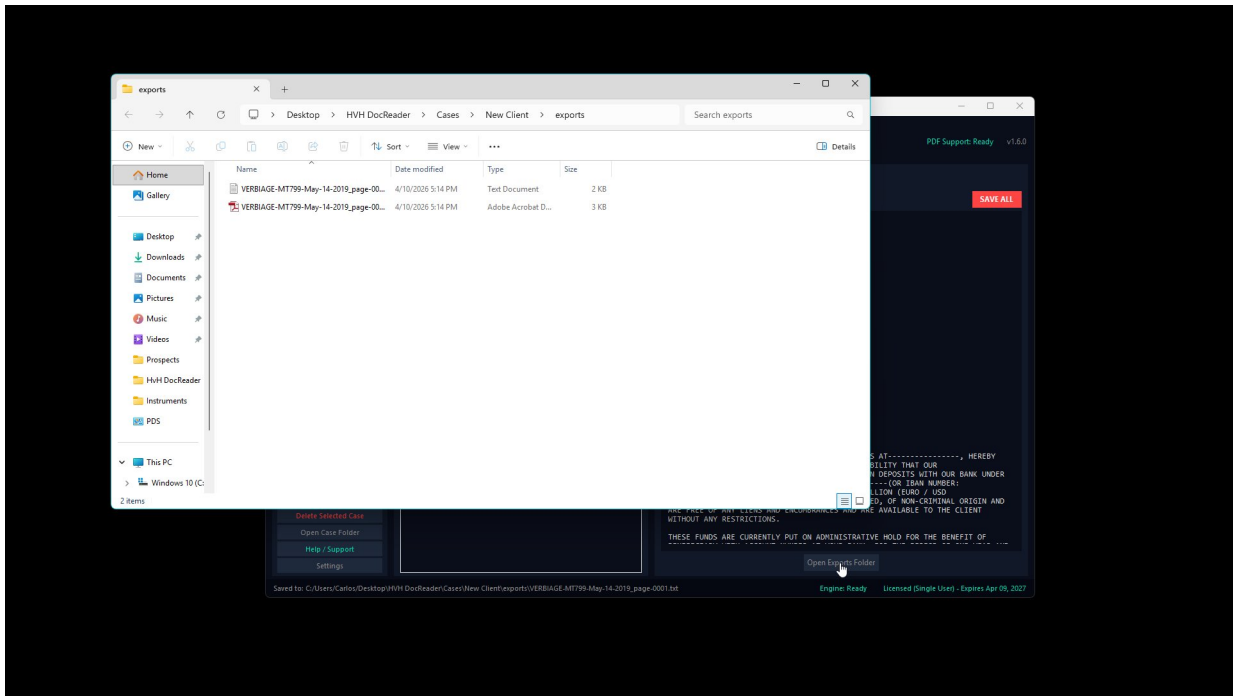 exports
Desktop > HVH DocReader > Cases > New Client > exports
Search exports
New
Sort
View
Details
Home
Gallery
Desktop
Downloads
Documents
Pictures
Music
Videos
Prospects
HvH DocReader
Instruments
PDS
This PC
Windows 10 (C:
2 items
Name Date modified Type Size
VERBIAGE-MT799-May-14-2019_page-00... 4/10/2026 5:14 PM Text Document 2 KB
VERBIAGE-MT799-May-14-2019_page-00... 4/10/2026 5:14 PM Adobe Acrobat D... 3 KB
PDF Support: Ready v1.6.0
SAVE ALL
S AT----------------, HEREBY
BILITY THAT OUR
N DEPOSITS WITH OUR BANK UNDER
----(OR IBAN NUMBER:
LLION (EURO / USD
ED, OF NON-CRIMINAL ORIGIN AND
ARE FREE OF ANY LIENS AND ENCUMBRANCES AND ARE AVAILABLE TO THE CLIENT
WITHOUT ANY RESTRICTIONS.
THESE FUNDS ARE CURRENTLY PUT ON ADMINISTRATIVE HOLD FOR THE BENEFIT OF
Delete Selected Case
Open Case Folder
Help / Support
Settings
Open Exports Folder
Saved to: C:/Users/Carlos/Desktop\HVH DocReader\Cases\New Client\exports\VERBIAGE-MT799-May-14-2019_page-0001.txt
Engine: Ready
Licensed (Single User) - Expires Apr 09, 2027